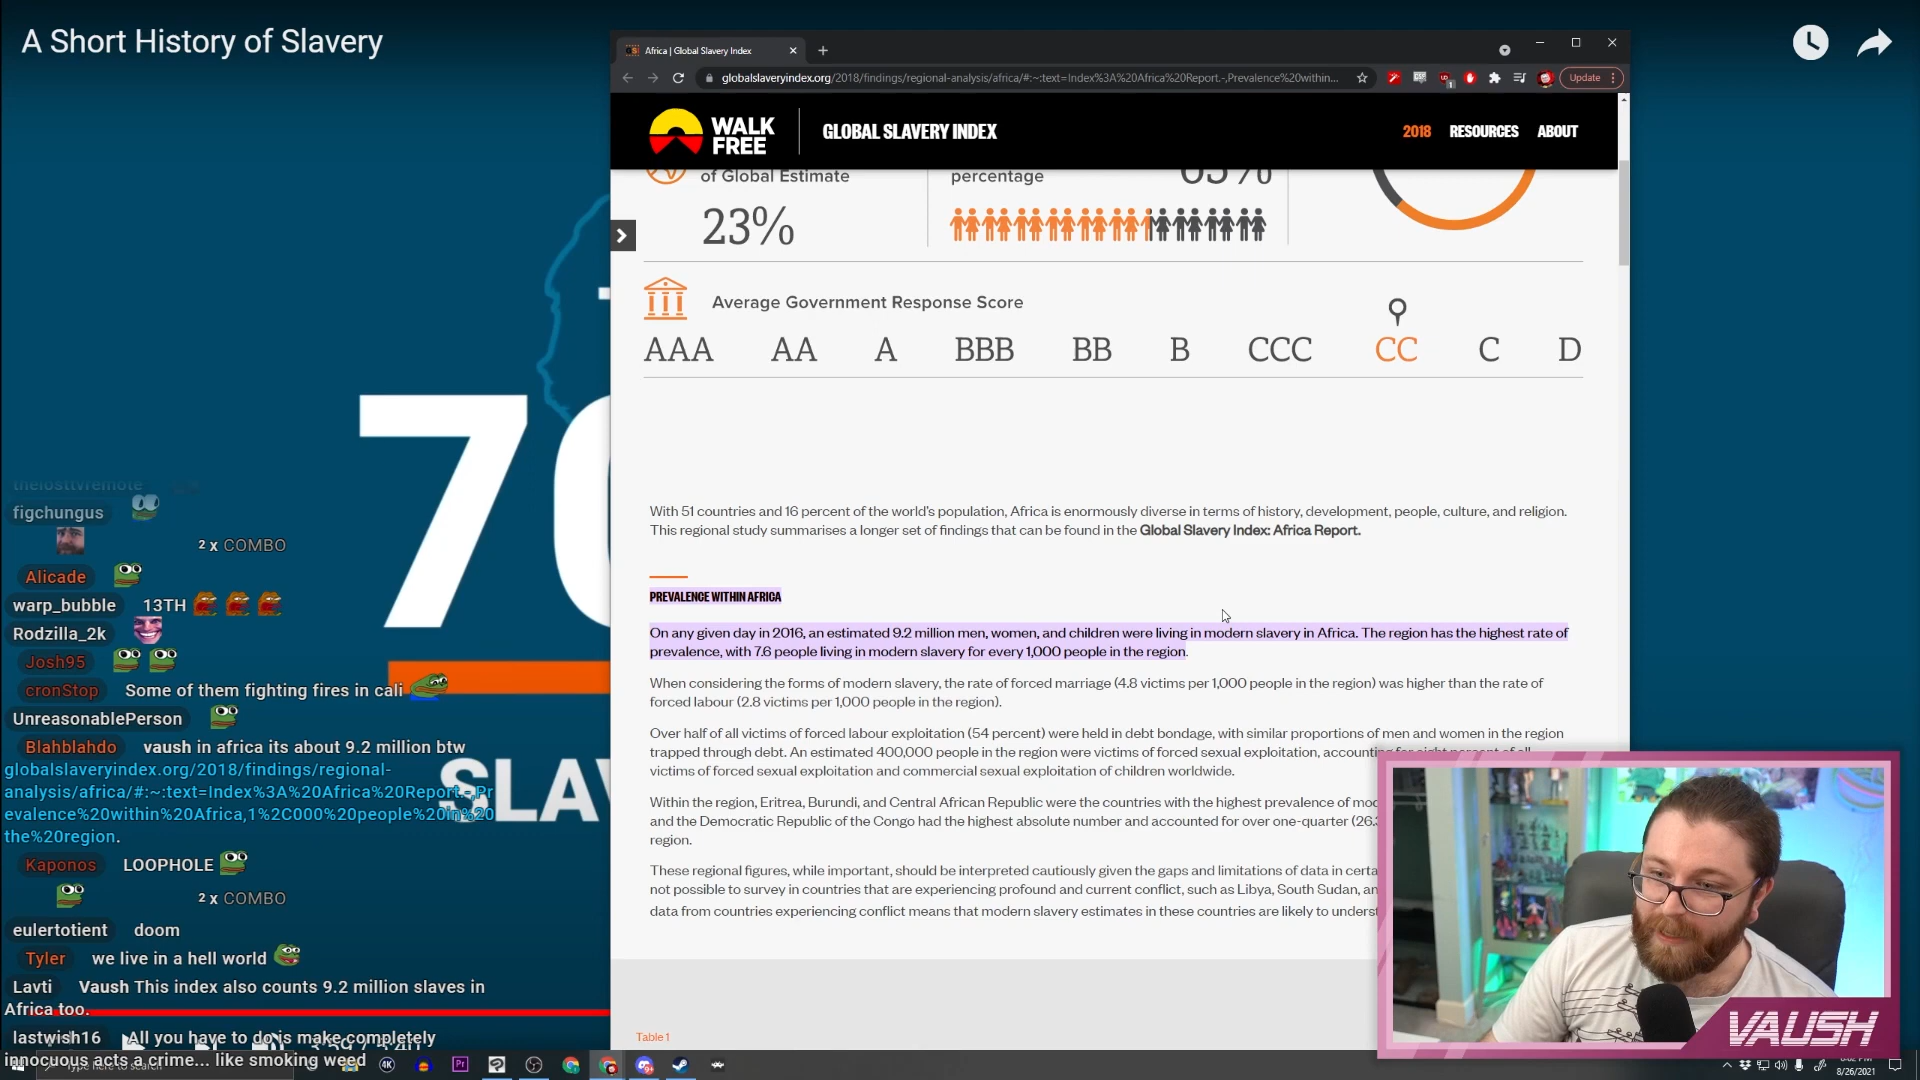 A Short History of Slavery
Africa | Global Slavery Index
globalslaveryindex.org/2018/findings/regional-analysis/africa/#:~:text=Index%3A%20Africa%20Report.-,Prevalence%20within...
Update
WALK
FREE
GLOBAL SLAVERY INDEX
2018 RESOURCES ABOUT
of Global Estimate
percentage
65%
23%
Average Government Response Score
AAA AA A BBB BB B CCC CC C D
With 51 countries and 16 percent of the world's population, Africa is enormously diverse in terms of history, development, people, culture, and religion.
This regional study summarises a longer set of findings that can be found in the Global Slavery Index: Africa Report.
PREVALENCE WITHIN AFRICA
On any given day in 2016, an estimated 9.2 million men, women, and children were living in modern slavery in Africa. The region has the highest rate of
prevalence, with 7.6 people living in modern slavery for every 1,000 people in the region.
When considering the forms of modern slavery, the rate of forced marriage (4.8 victims per 1,000 people in the region) was higher than the rate of
forced labour (2.8 victims per 1,000 people in the region).
Over half of all victims of forced labour exploitation (54 percent) were held in debt bondage, with similar proportions of men and women in the region
trapped through debt. An estimated 400,000 people in the region were victims of forced sexual exploitation, accounting for eight percent of all
victims of forced sexual exploitation and commercial sexual exploitation of children worldwide.
Within the region, Eritrea, Burundi, and Central African Republic were the countries with the highest prevalence of
and the Democratic Republic of the Congo had the highest absolute number and accounted for over one-quarter (26.
region.
These regional figures, while important, should be interpreted cautiously given the gaps and limitations of data in
not possible to survey in countries that are experiencing profound and current conflict, such as Libya, South Sudan,
data from countries experiencing conflict means that modern slavery estimates in these countries are likely to
Table 1
70
SLAV
thelosttvremote
figchungus
2 x COMBO
Alicade
warp_bubble 13TH
Rodzilla_2k
Josh95
cronStop Some of them fighting fires in cali
UnreasonablePerson
Blahblahdo vaush in africa its about 9.2 million btw
globalslaveryindex.org/2018/findings/regional-
analysis/africa/#:~:text=Index%3A%20Africa%20Report.-,Pr
evalence%20within%20Africa,1%2C000%20people%20in%20
the%20region.
Kaponos LOOPHOLE
2 x COMBO
eulertotient doom
Tyler we live in a hell world
Lavti Vaush This index also counts 9.2 million slaves in
Africa too.
lastwish16 All you have to do is make completely
innocuous acts a crime... like smoking weed
VAUSH
8/26/2021